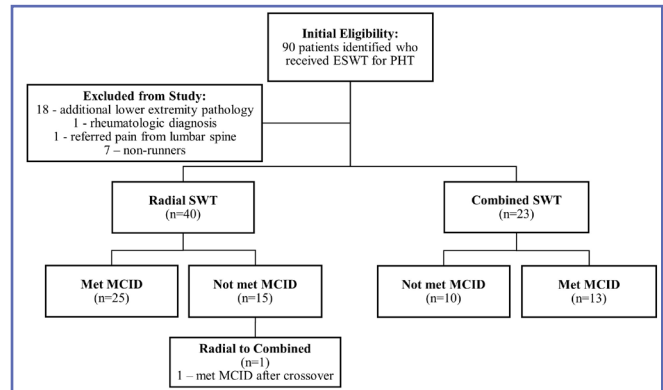 Initial Eligibility:
90 patients identified who
received ESWT for PHT
Excluded from Study:
18 - additional lower extremity pathology
1 - rheumatologic diagnosis
1 - referred pain from lumbar spine
7 – non-runners
Radial SWT
(n=40)
Combined SWT
(n=23)
Met MCID
(n=25)
Not met MCID
(n=15)
Not met MCID
(n=10)
Met MCID
(n=13)
Radial to Combined
(n=1)
1 – met MCID after crossover